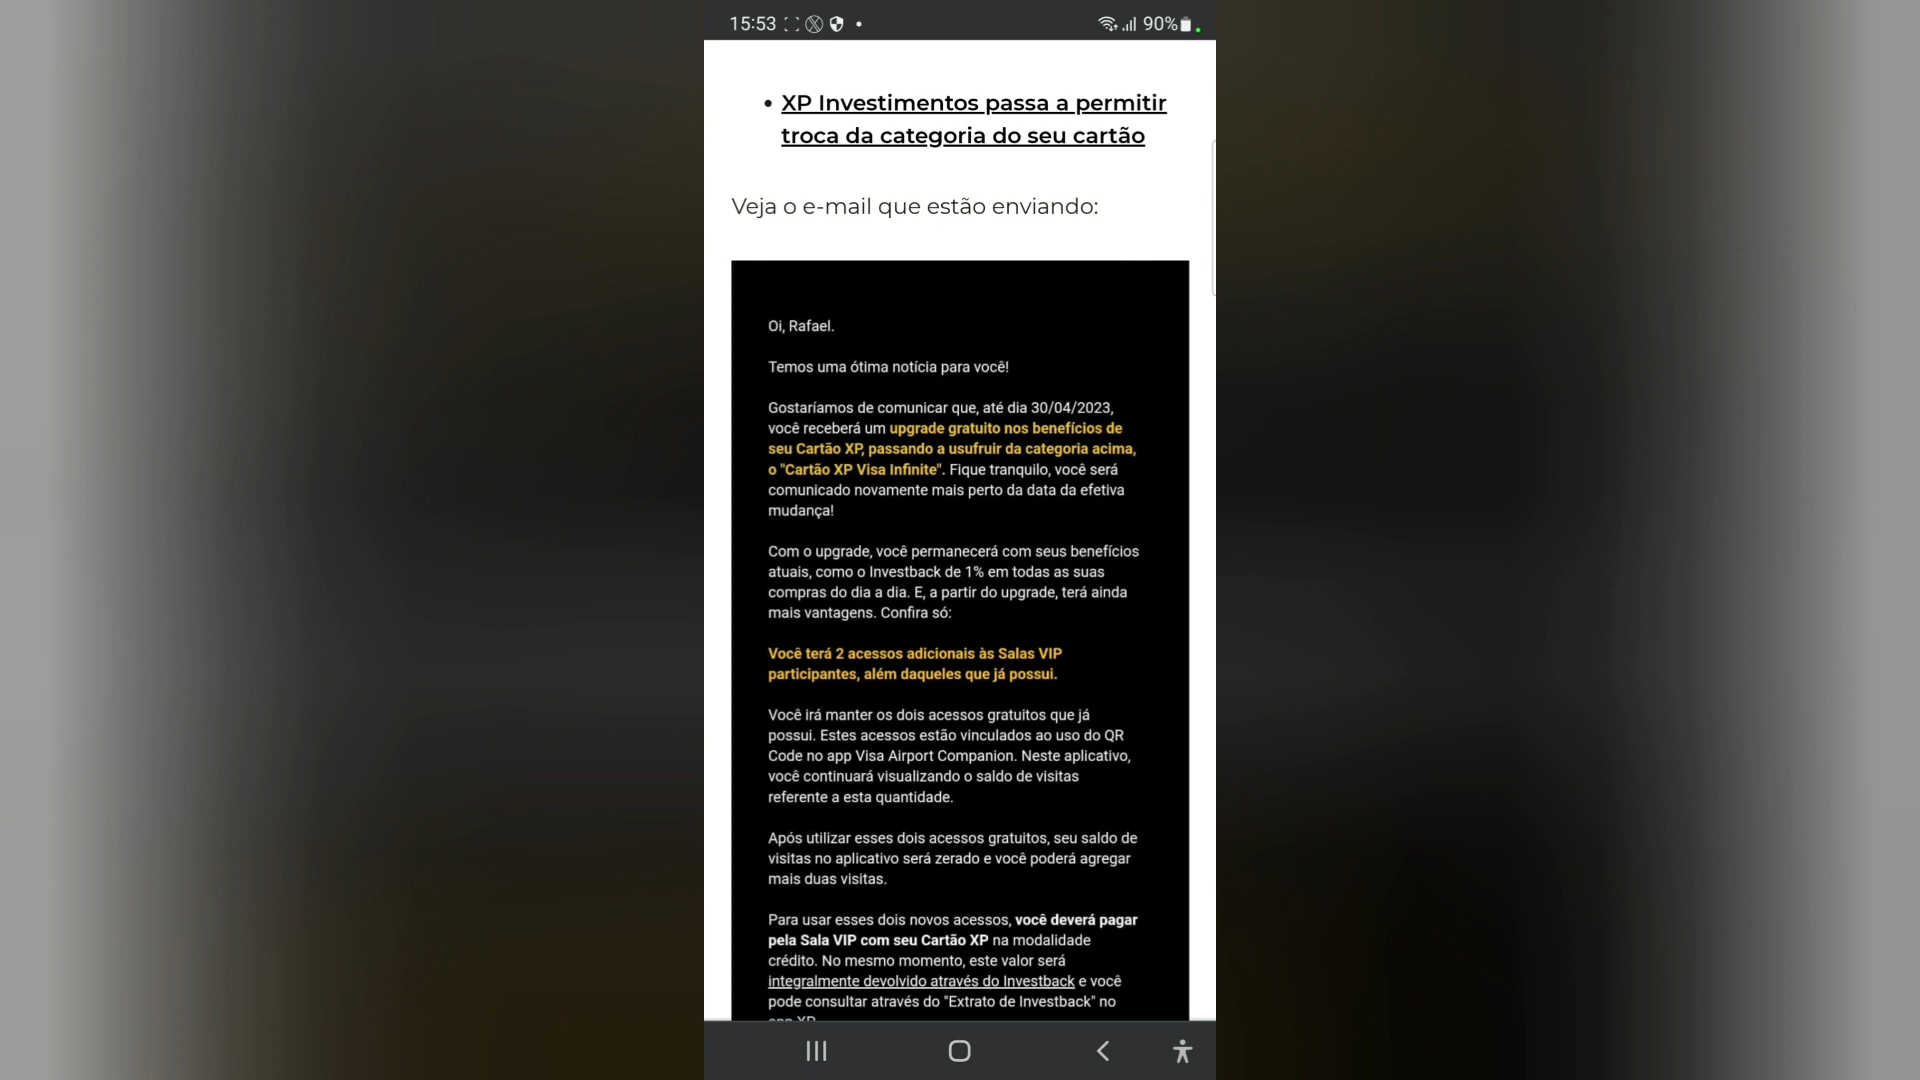 15:53
90%
• XP Investimentos passa a permitir
troca da categoria do seu cartão
Veja o e-mail que estão enviando:
Oi, Rafael.
Temos uma ótima notícia para você!
Gostaríamos de comunicar que, até dia 30/04/2023,
você receberá um upgrade gratuito nos benefícios de
seu Cartão XP, passando a usufruir da categoria acima,
o "Cartão XP Visa Infinite". Fique tranquilo, você será
comunicado novamente mais perto da data da efetiva
mudança!
Com o upgrade, você permanecerá com seus benefícios
atuais, como o Investback de 1% em todas as suas
compras do dia a dia. E, a partir do upgrade, terá ainda
mais vantagens. Confira só:
Você terá 2 acessos adicionais às Salas VIP
participantes, além daqueles que já possui.
Você irá manter os dois acessos gratuitos que já
possui. Estes acessos estão vinculados ao uso do QR
Code no app Visa Airport Companion. Neste aplicativo,
você continuará visualizando o saldo de visitas
referente a esta quantidade.
Após utilizar esses dois acessos gratuitos, seu saldo de
visitas no aplicativo será zerado e você poderá agregar
mais duas visitas.
Para usar esses dois novos acessos, você deverá pagar
pela Sala VIP com seu Cartão XP na modalidade
crédito. No mesmo momento, este valor será
integralmente devolvido através do Investback e você
pode consultar através do "Extrato de Investback" no
app XP.